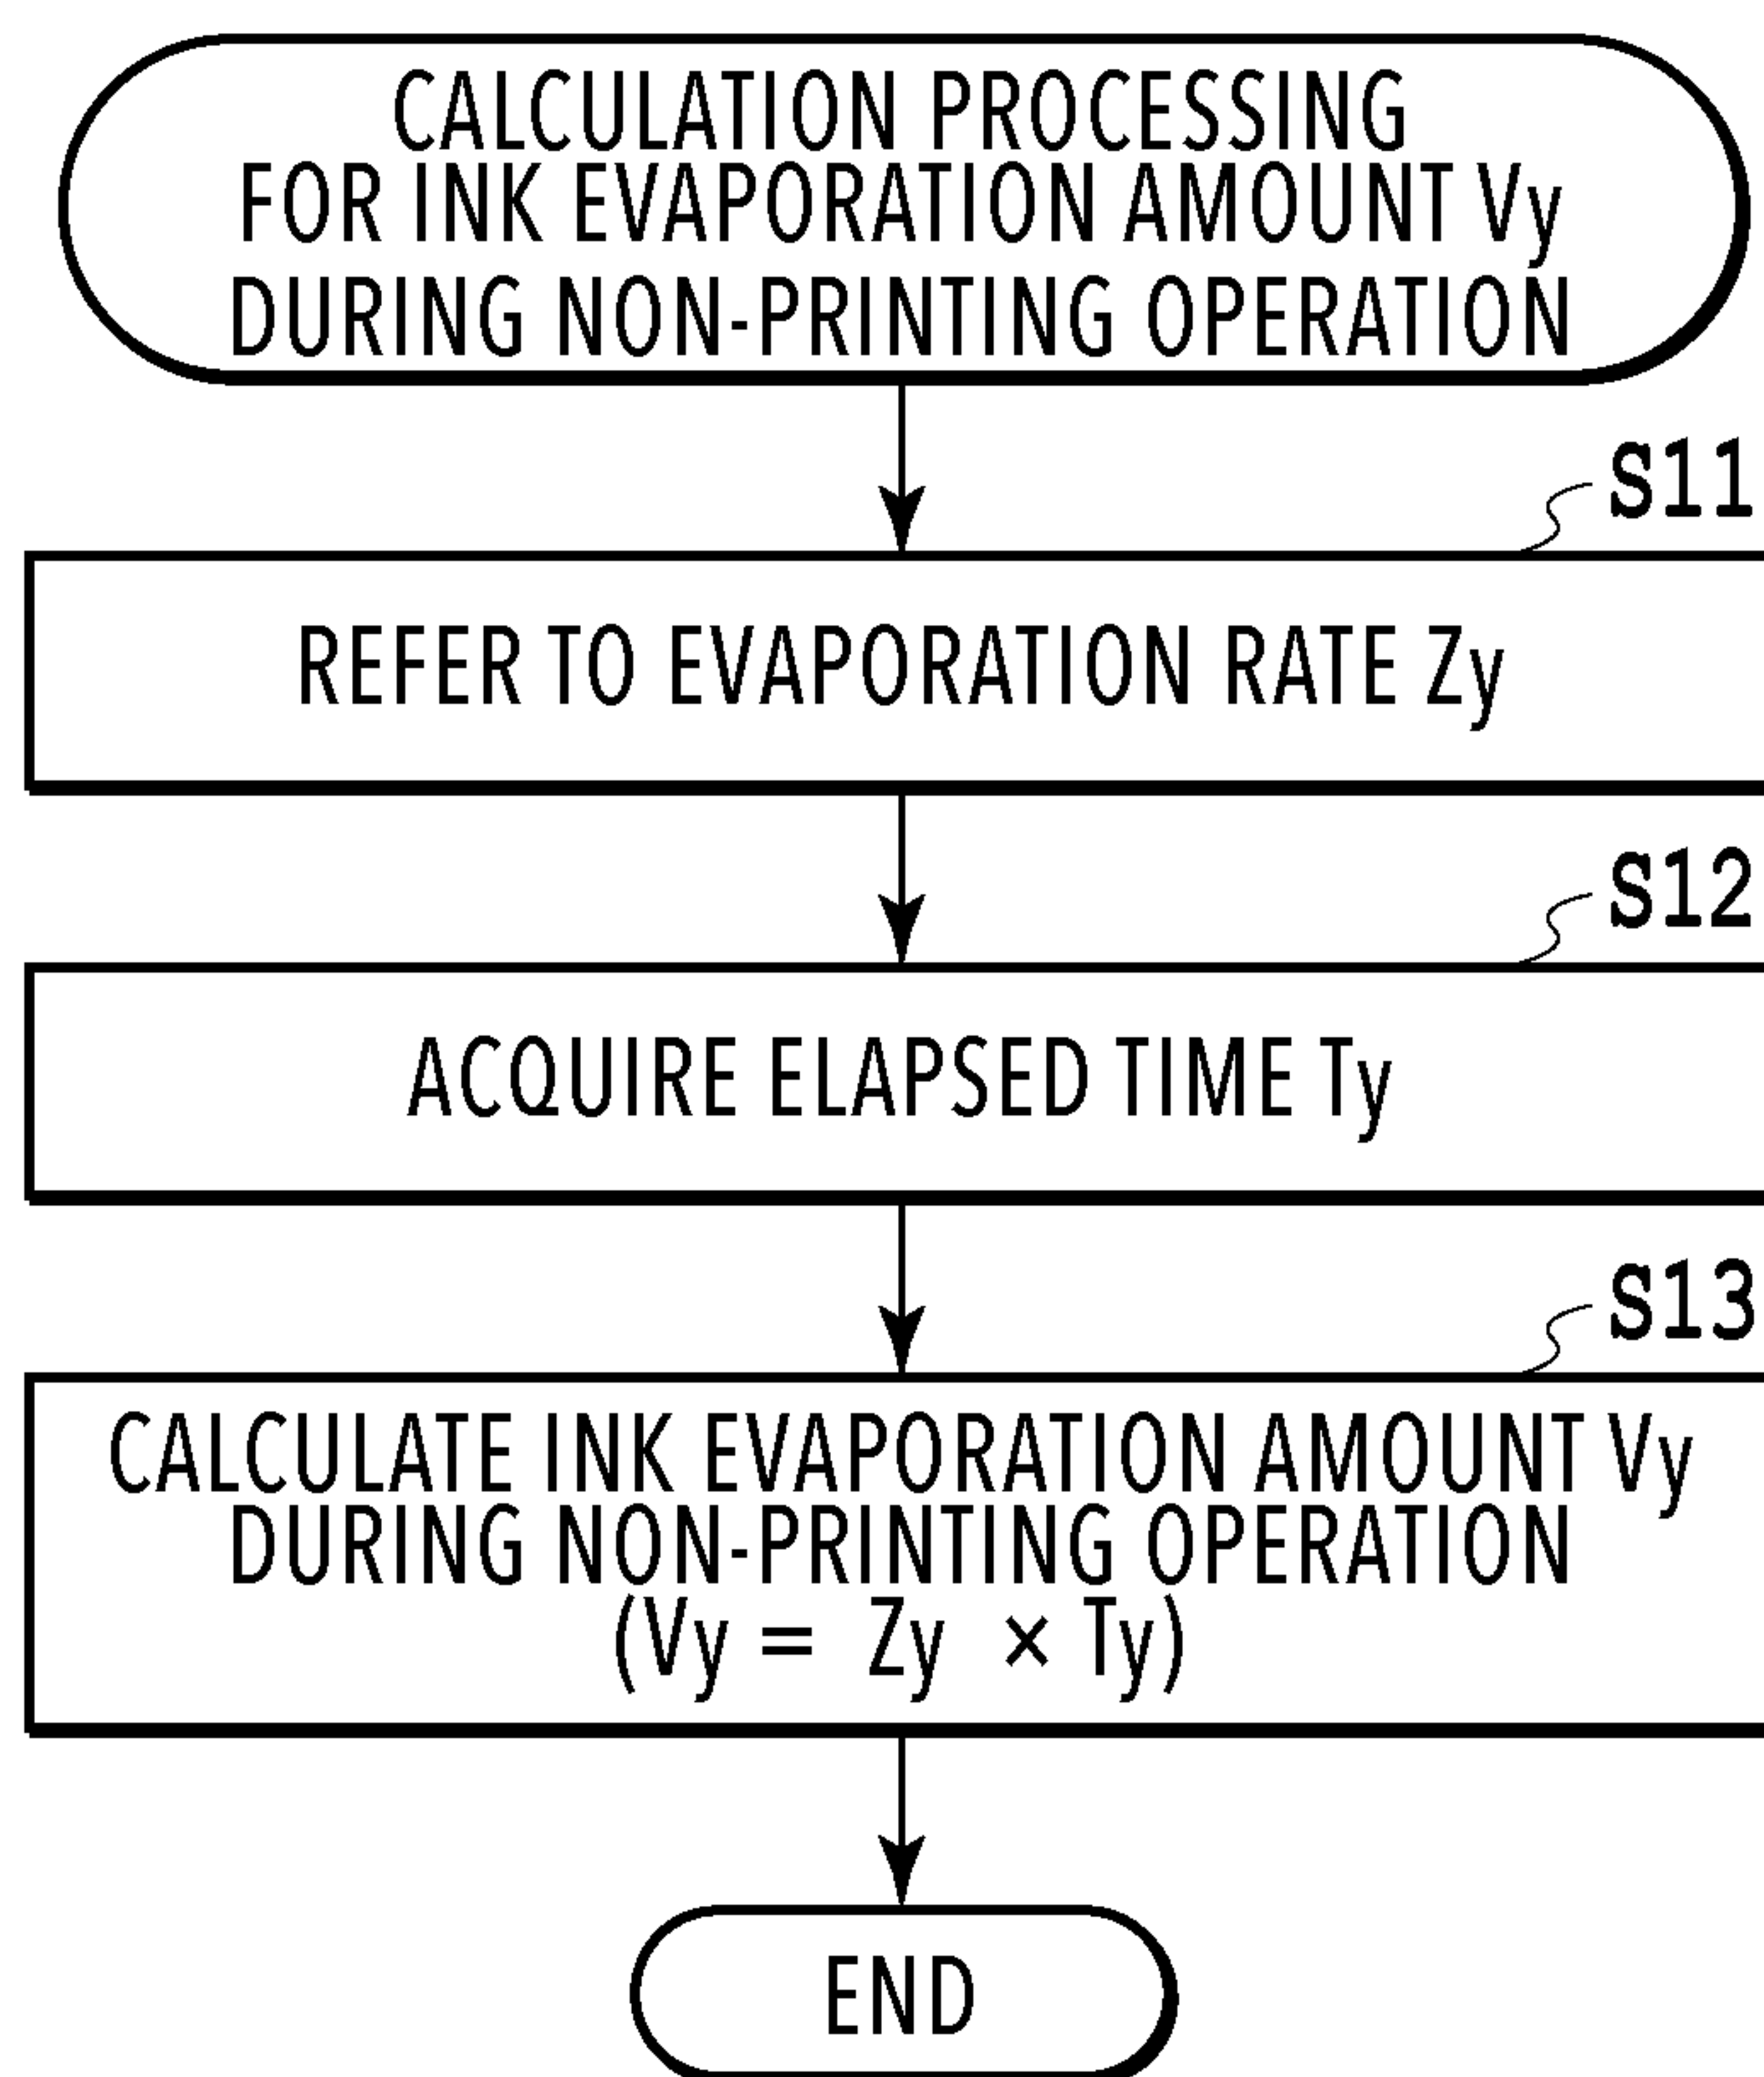 CALCULATION PROCESSING
FOR INK EVAPORATION AMOUNT Vy
DURING NON-PRINTING OPERATION
S11
REFER TO EVAPORATION RATE Zy
S12
ACQUIRE ELAPSED TIME Ty
S13
CALCULATE INK EVAPORATION AMOUNT Vy
DURING NON-PRINTING OPERATION
(Vy = Zy × Ty)
END